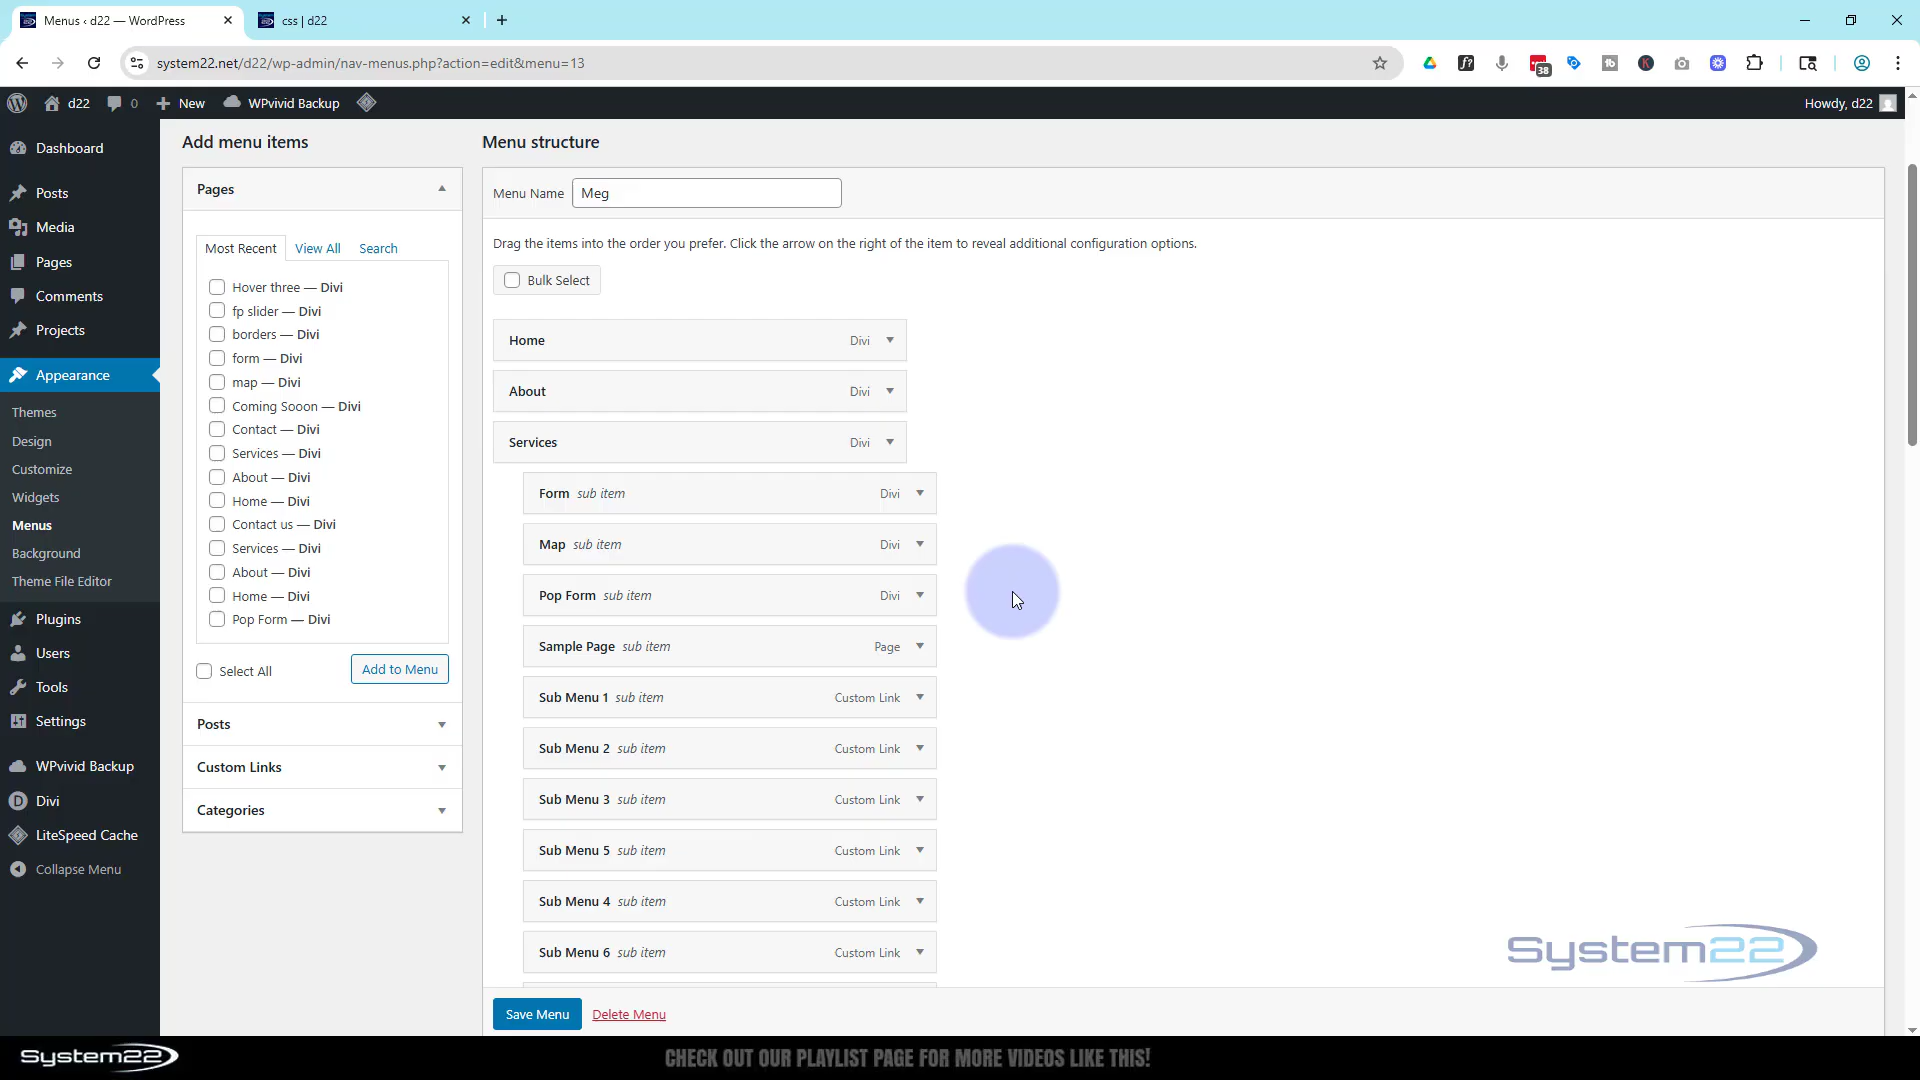 Menus ‹ d22 — WordPress
css | d22
system22.net/d22/wp-admin/nav-menus.php?action=edit&menu=13
38
d22
0
New
WPvivid Backup
Howdy, d22
Dashboard
Posts
Media
Pages
Comments
Projects
Appearance
Themes
Design
Customize
Widgets
Menus
Background
Theme File Editor
Plugins
Users
Tools
Settings
WPvivid Backup
Divi
LiteSpeed Cache
Collapse Menu
Add menu items
Pages
Most Recent
View All
Search
Hover three — Divi
fp slider — Divi
borders — Divi
form — Divi
map — Divi
Coming Sooon — Divi
Contact — Divi
Services — Divi
About — Divi
Home — Divi
Contact us — Divi
Services — Divi
About — Divi
Home — Divi
Pop Form — Divi
Select All
Add to Menu
Posts
Custom Links
Categories
Menu structure
Menu Name
Meg
Drag the items into the order you prefer. Click the arrow on the right of the item to reveal additional configuration options.
Bulk Select
Home Divi
About Divi
Services Divi
Form sub item Divi
Map sub item Divi
Pop Form sub item Divi
Sample Page sub item Page
Sub Menu 1 sub item Custom Link
Sub Menu 2 sub item Custom Link
Sub Menu 3 sub item Custom Link
Sub Menu 5 sub item Custom Link
Sub Menu 4 sub item Custom Link
Sub Menu 6 sub item Custom Link
Save Menu
Delete Menu
System22
System22
CHECK OUT OUR PLAYLIST PAGE FOR MORE VIDEOS LIKE THIS!